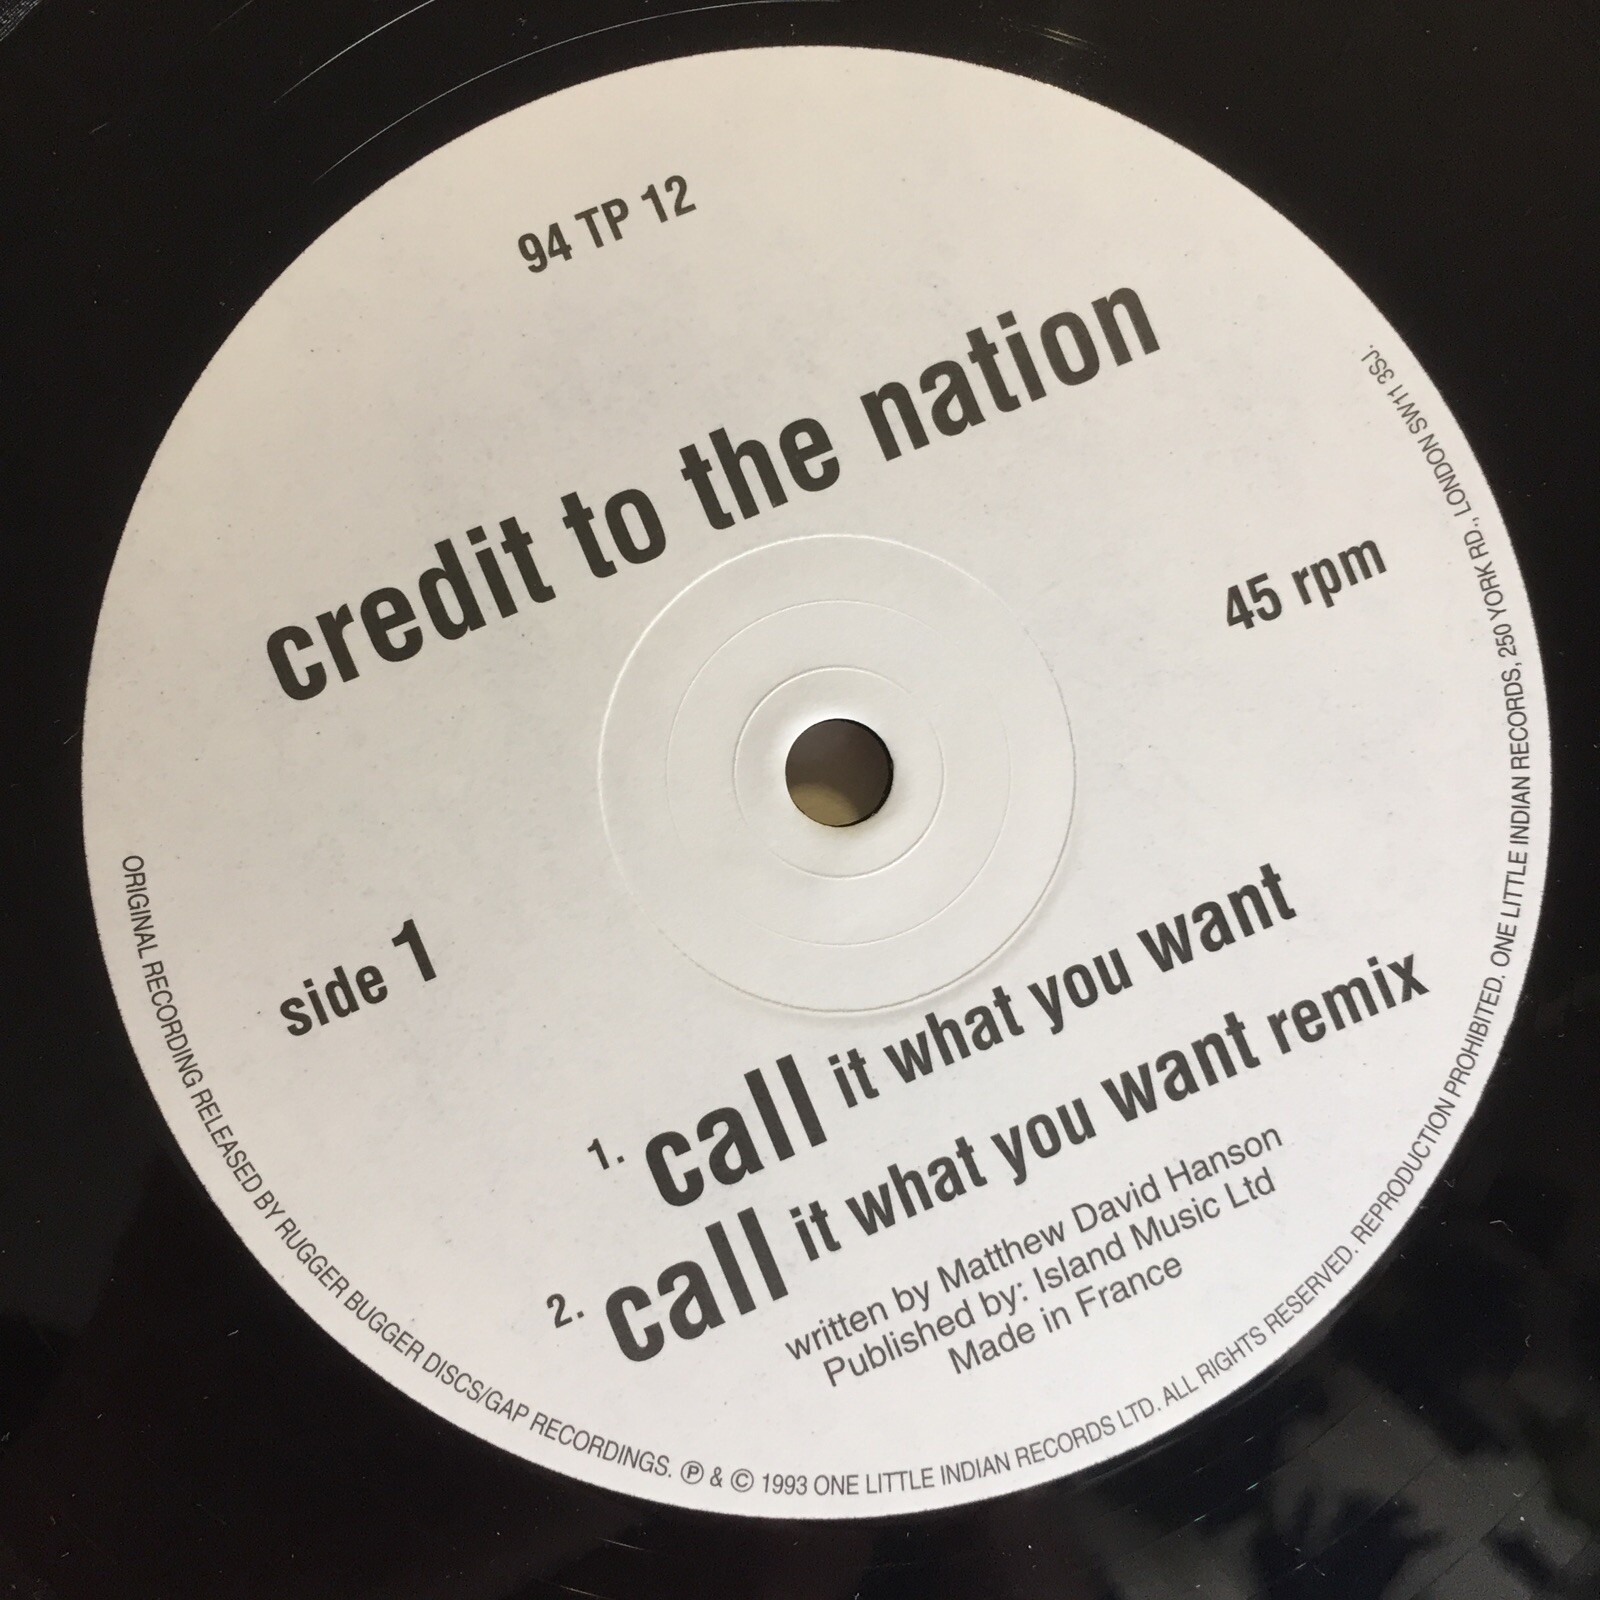 94 TP 12
credit to the nation
45 rpm
side 1
1. call it what you want
2. call it what you want remix
written by Matthew David Hanson
Published by: Island Music Ltd
Made in France
ORIGINAL RECORDING RELEASED BY RUGGER BUGGER DISCS/GAP RECORDINGS. ℗ & © 1993 ONE LITTLE INDIAN RECORDS LTD. ALL RIGHTS RESERVED. REPRODUCTION PROHIBITED. ONE LITTLE INDIAN RECORDS, 250 YORK RD., LONDON SW11 3SJ.